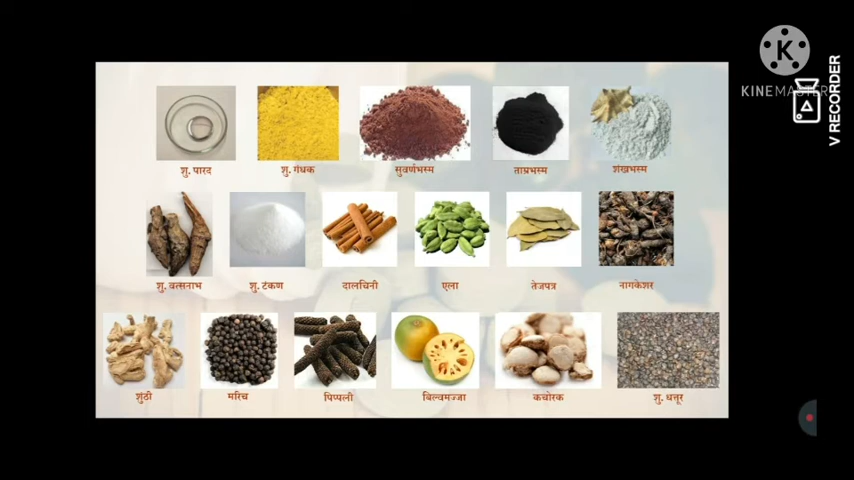 KINEMASTER
V RECORDER
शु. पारद
शु. गंधक
सुवर्णभस्म
ताम्रभस्म
शंखभस्म
शु. वत्सनाभ
शु. टंकण
दालचिनी
एला
तेजपत्र
नागकेशर
शुंठी
मरिच
पिप्पली
बिल्वमज्जा
कचोरक
शु. धत्तूर